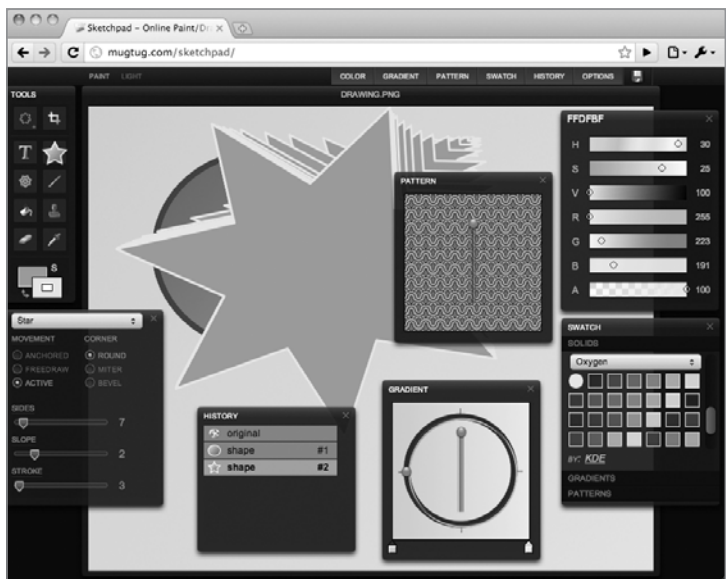 Sketchpad – Online Paint/Dr
mugtug.com/sketchpad/
PAINT LIGHT COLOR GRADIENT PATTERN SWATCH HISTORY OPTIONS
TOOLS
DRAWING.PNG
T
S
FFDFBF
H 30
S 25
V 100
R 255
G 223
B 191
A 100
PATTERN
Star
MOVEMENT CORNER
ANCHORED ROUND
FREEDRAW MITER
ACTIVE BEVEL
SIDES
7
SLOPE
2
STROKE
3
HISTORY
original
shape #1
shape #2
GRADIENT
SWATCH
SOLIDS
Oxygen
BY: KDE
GRADIENTS
PATTERNS